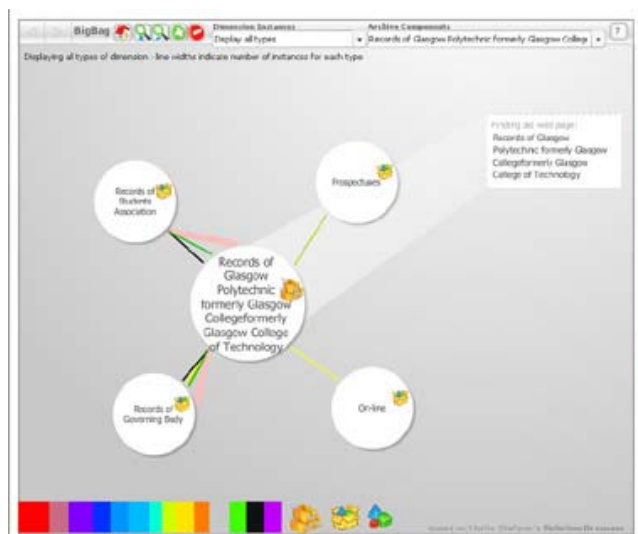 BigBag
Dimension Instances
Display all types
Archive Components
Records of Glasgow Polytechnic formerly Glasgow Colleg
?
Displaying all types of dimension - line widths indicate number of instances for each type
Finding aid web page:
Records of Glasgow
Polytechnic formerly Glasgow
Collegeformerly Glasgow
College of Technology
Prospectuses
Records of
Students
Association
Records of
Glasgow
Polytechnic
formerly Glasgow
Collegeformerly
Glasgow College
of Technology
Records of
Governing Body
On-line